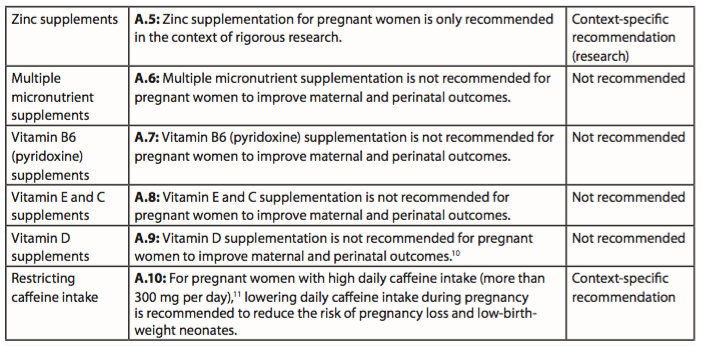 Zinc supplements
A.5: Zinc supplementation for pregnant women is only recommended
in the context of rigorous research.
Context-specific
recommendation
(research)
Multiple
micronutrient
supplements
A.6: Multiple micronutrient supplementation is not recommended for
pregnant women to improve maternal and perinatal outcomes.
Not recommended
Vitamin B6
(pyridoxine)
supplements
A.7: Vitamin B6 (pyridoxine) supplementation is not recommended for
pregnant women to improve maternal and perinatal outcomes.
Not recommended
Vitamin E and C
supplements
A.8: Vitamin E and C supplementation is not recommended for
pregnant women to improve maternal and perinatal outcomes.
Not recommended
Vitamin D
supplements
A.9: Vitamin D supplementation is not recommended for pregnant
women to improve maternal and perinatal outcomes.¹⁰
Not recommended
Restricting
caffeine intake
A.10: For pregnant women with high daily caffeine intake (more than
300 mg per day),¹¹ lowering daily caffeine intake during pregnancy
is recommended to reduce the risk of pregnancy loss and low-birth-
weight neonates.
Context-specific
recommendation